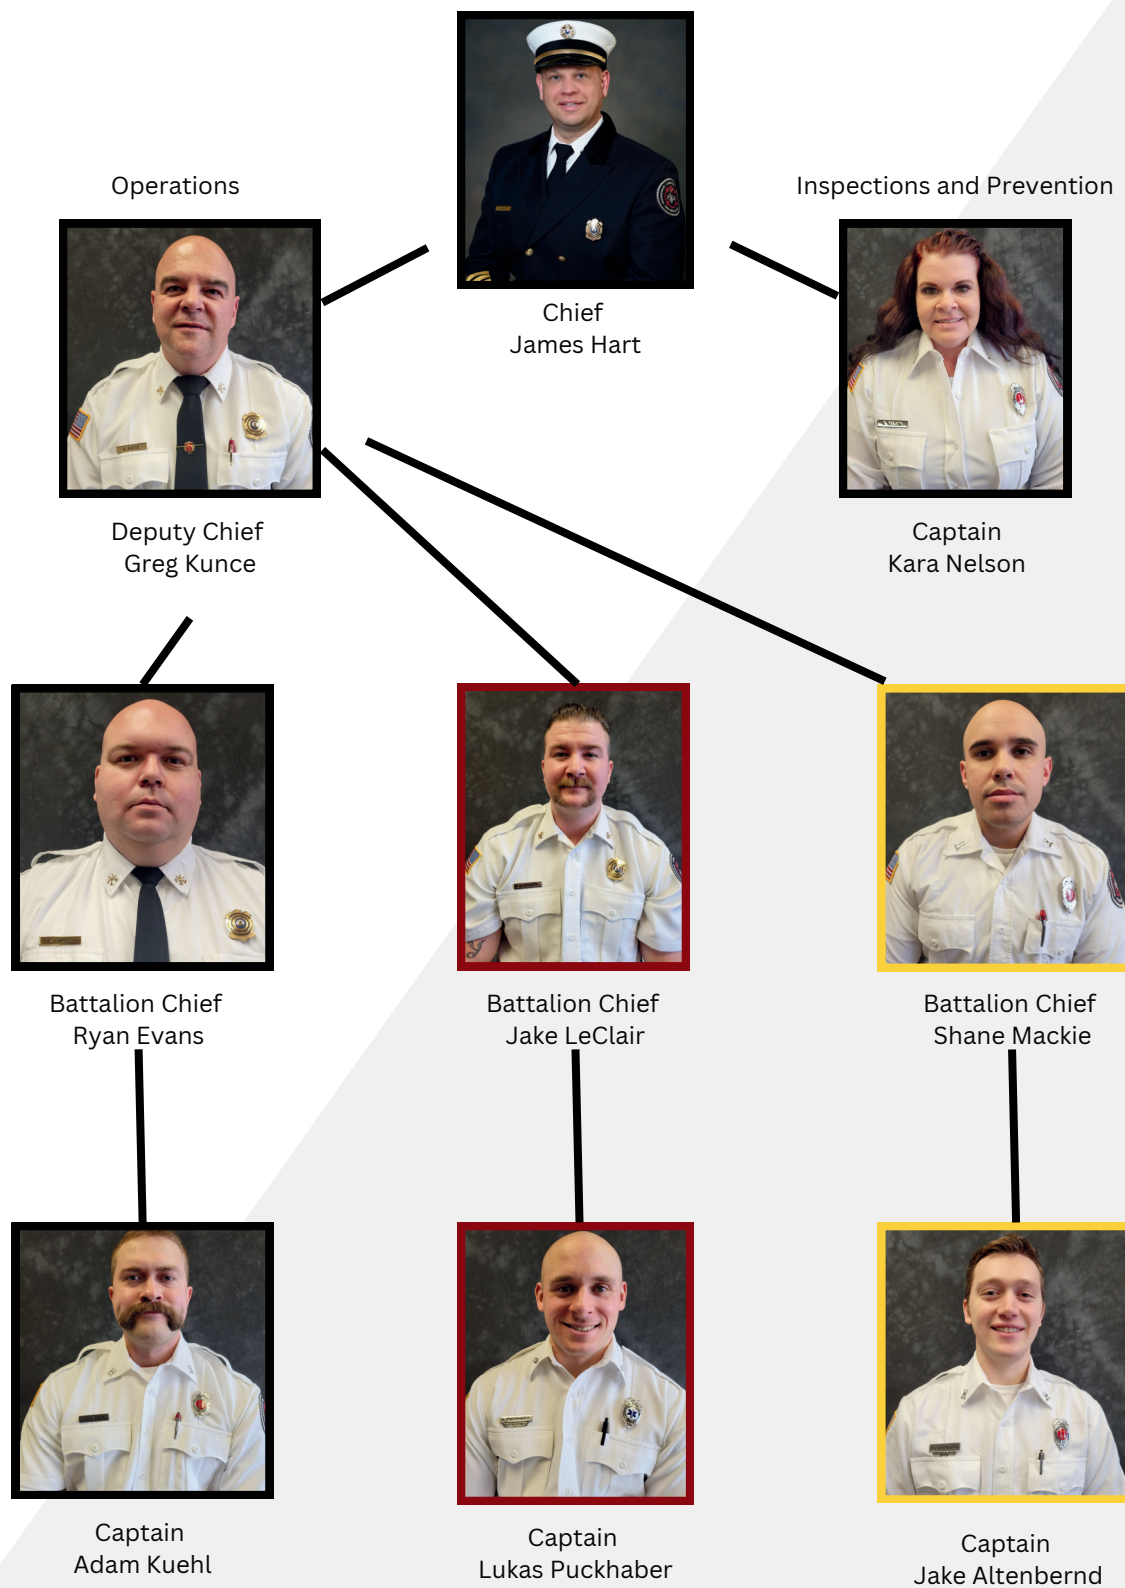 Operations
Inspections and Prevention
Chief
James Hart
Deputy Chief
Greg Kunce
Captain
Kara Nelson
Battalion Chief
Ryan Evans
Battalion Chief
Jake LeClair
Battalion Chief
Shane Mackie
Captain
Adam Kuehl
Captain
Lukas Puckhaber
Captain
Jake Altenbernd